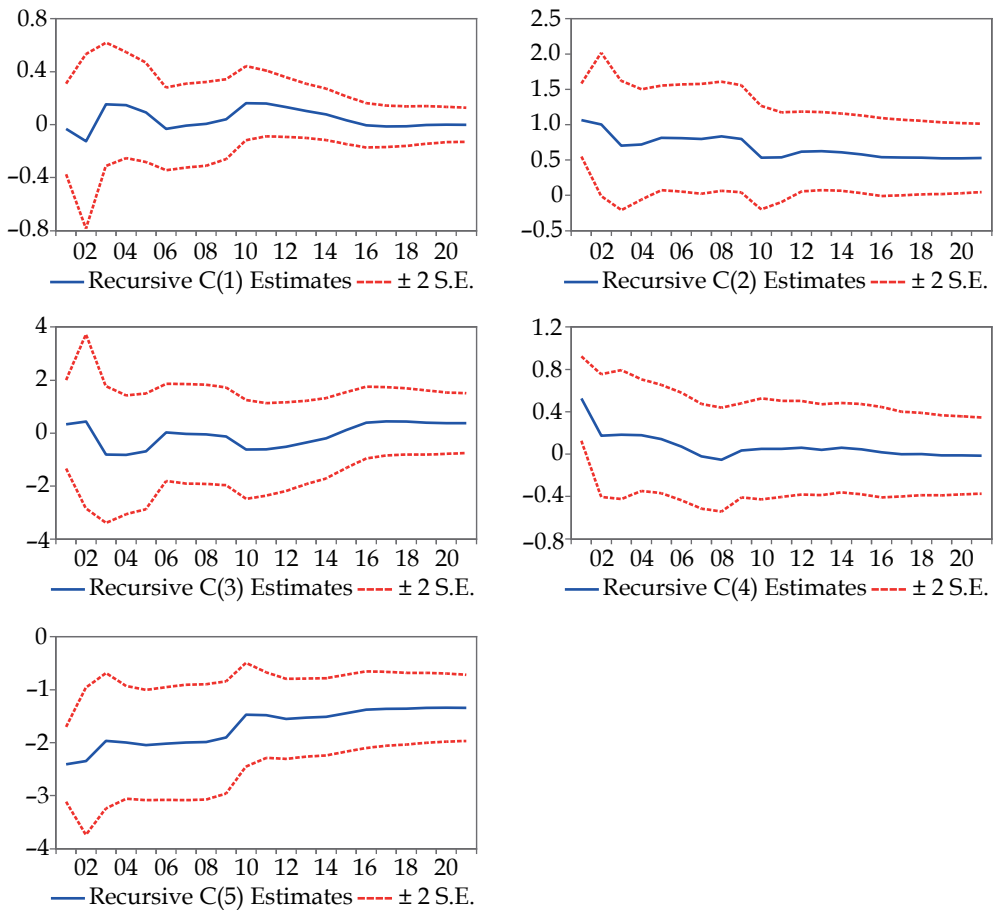 0.8
0.4
0
–0.4
–0.8
02 04 06 08 10 12 14 16 18 20
Recursive C(1) Estimates ± 2 S.E.
2.5
2.0
1.5
1.0
0.5
0
–0.5
02 04 06 08 10 12 14 16 18 20
Recursive C(2) Estimates ± 2 S.E.
4
2
0
–2
–4
02 04 06 08 10 12 14 16 18 20
Recursive C(3) Estimates ± 2 S.E.
1.2
0.8
0.4
0
–0.4
–0.8
02 04 06 08 10 12 14 16 18 20
Recursive C(4) Estimates ± 2 S.E.
0
–1
–2
–3
–4
02 04 06 08 10 12 14 16 18 20
Recursive C(5) Estimates ± 2 S.E.